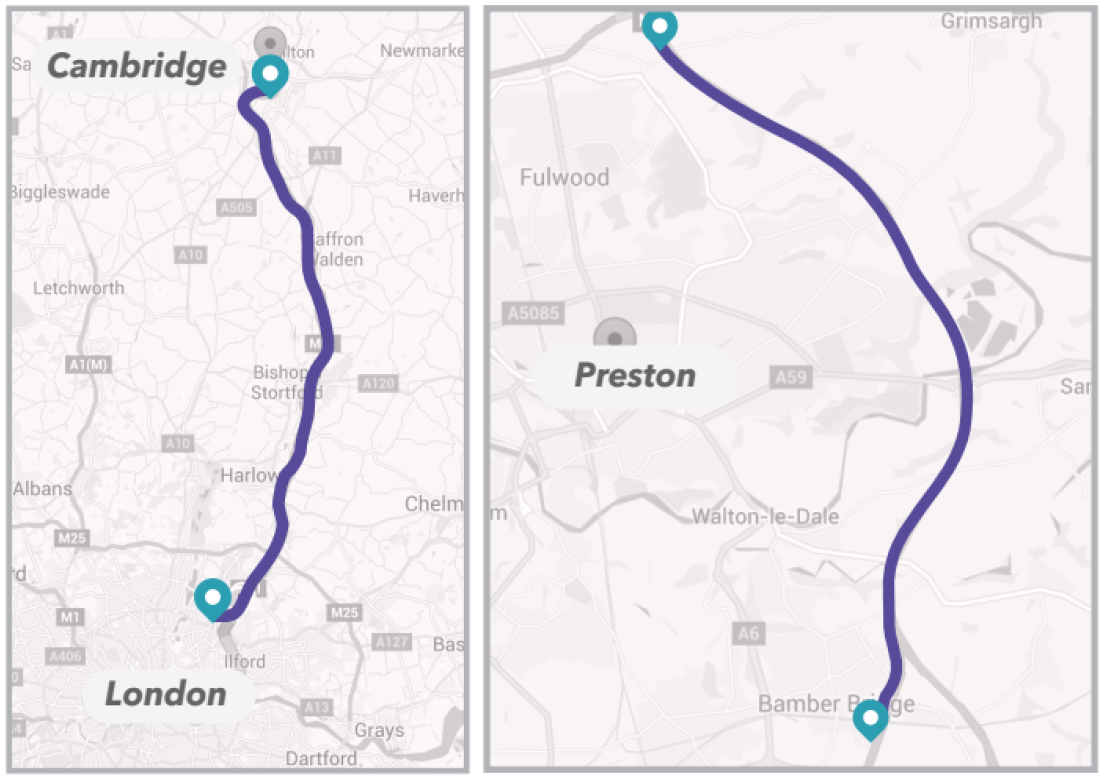 A1
Sa
Cambridge
lton
Newmarke
A11
Biggleswade
Haverh
A505
A10
affron
Walden
Letchworth
M
A1(M)
Bishop
Stortford
A120
A10
Harlow
Albans
Chelm
M25
rd
M1
M25
A127
Bas
A406
Ilford
London
A13
Grays
Dartford
Grimsargh
Fulwood
A5085
Preston
A59
Sar
m
Walton-le-Dale
A6
Bamber Bridge